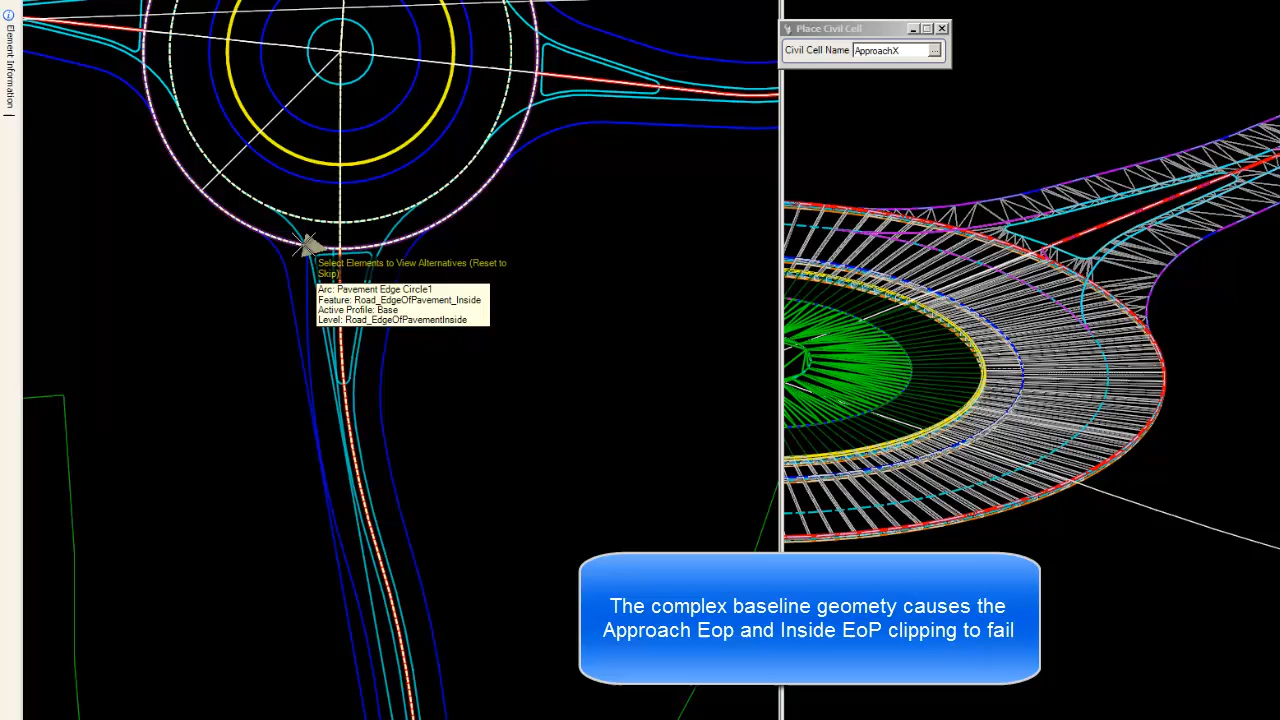 Element Information
Place Civil Cell
Civil Cell Name ApproachX ...
Select Elements to View Alternatives (Reset to
Skip)
Arc: Pavement Edge Circle1
Feature: Road_EdgeOfPavement_Inside
Active Profile: Base
Level: Road_EdgeOfPavementInside
The complex baseline geomety causes the
Approach Eop and Inside EoP clipping to fail